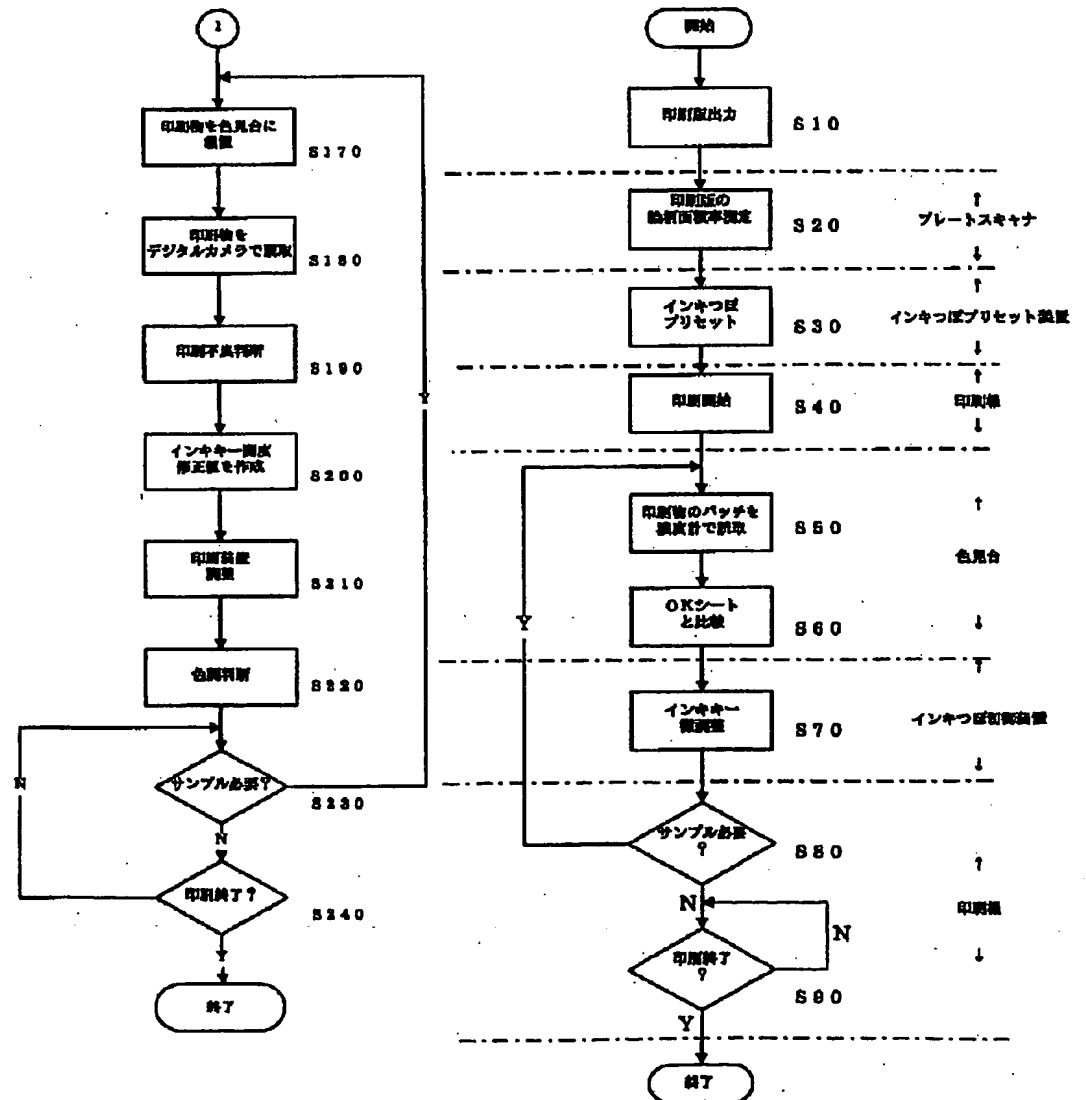 1
印刷物を色見台に
載置
S170
印刷物を
デジタルカメラで読取
S180
印刷不良判断
S190
インキキー開度
修正値を作成
S200
印刷装置
調整
S210
色調判断
S220
サンプル必要?
S230
Y
N
N
印刷終了?
S240
Y
終了
開始
印刷版出力
S10
印刷版の
絵柄面積率測定
S20
↑
プレートスキャナ
↓
インキつぼ
プリセット
S30
↑
インキつぼプリセット装置
↓
印刷開始
S40
↑
印刷機
↓
印刷物のパッチを
濃度計で読取
S50
↑
色見台
↓
OKシート
と比較
S60
インキキー
微調整
S70
↑
インキつぼ制御装置
↓
サンプル必要
?
S80
Y
N
↑
印刷機
↓
印刷終了
?
S90
N
Y
終了